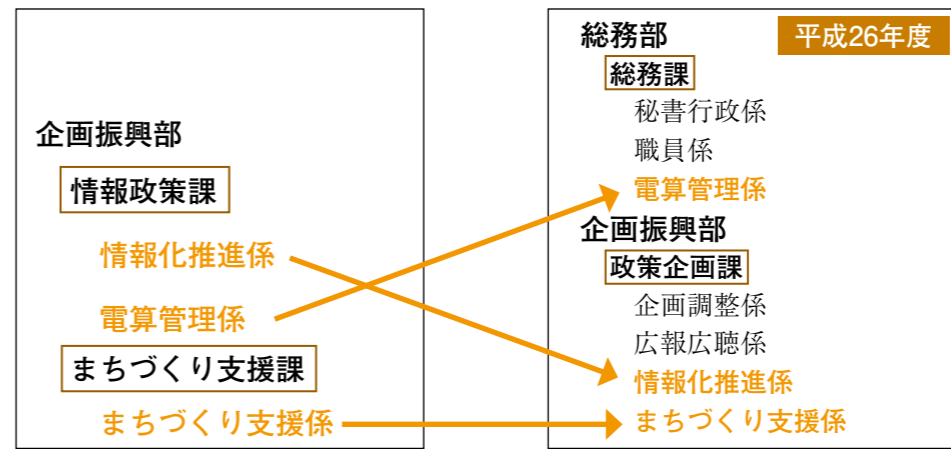 企画振興部
情報政策課
情報化推進係
電算管理係
まちづくり支援課
まちづくり支援係
平成26年度
総務部
総務課
秘書行政係
職員係
電算管理係
企画振興部
政策企画課
企画調整係
広報広聴係
情報化推進係
まちづくり支援係